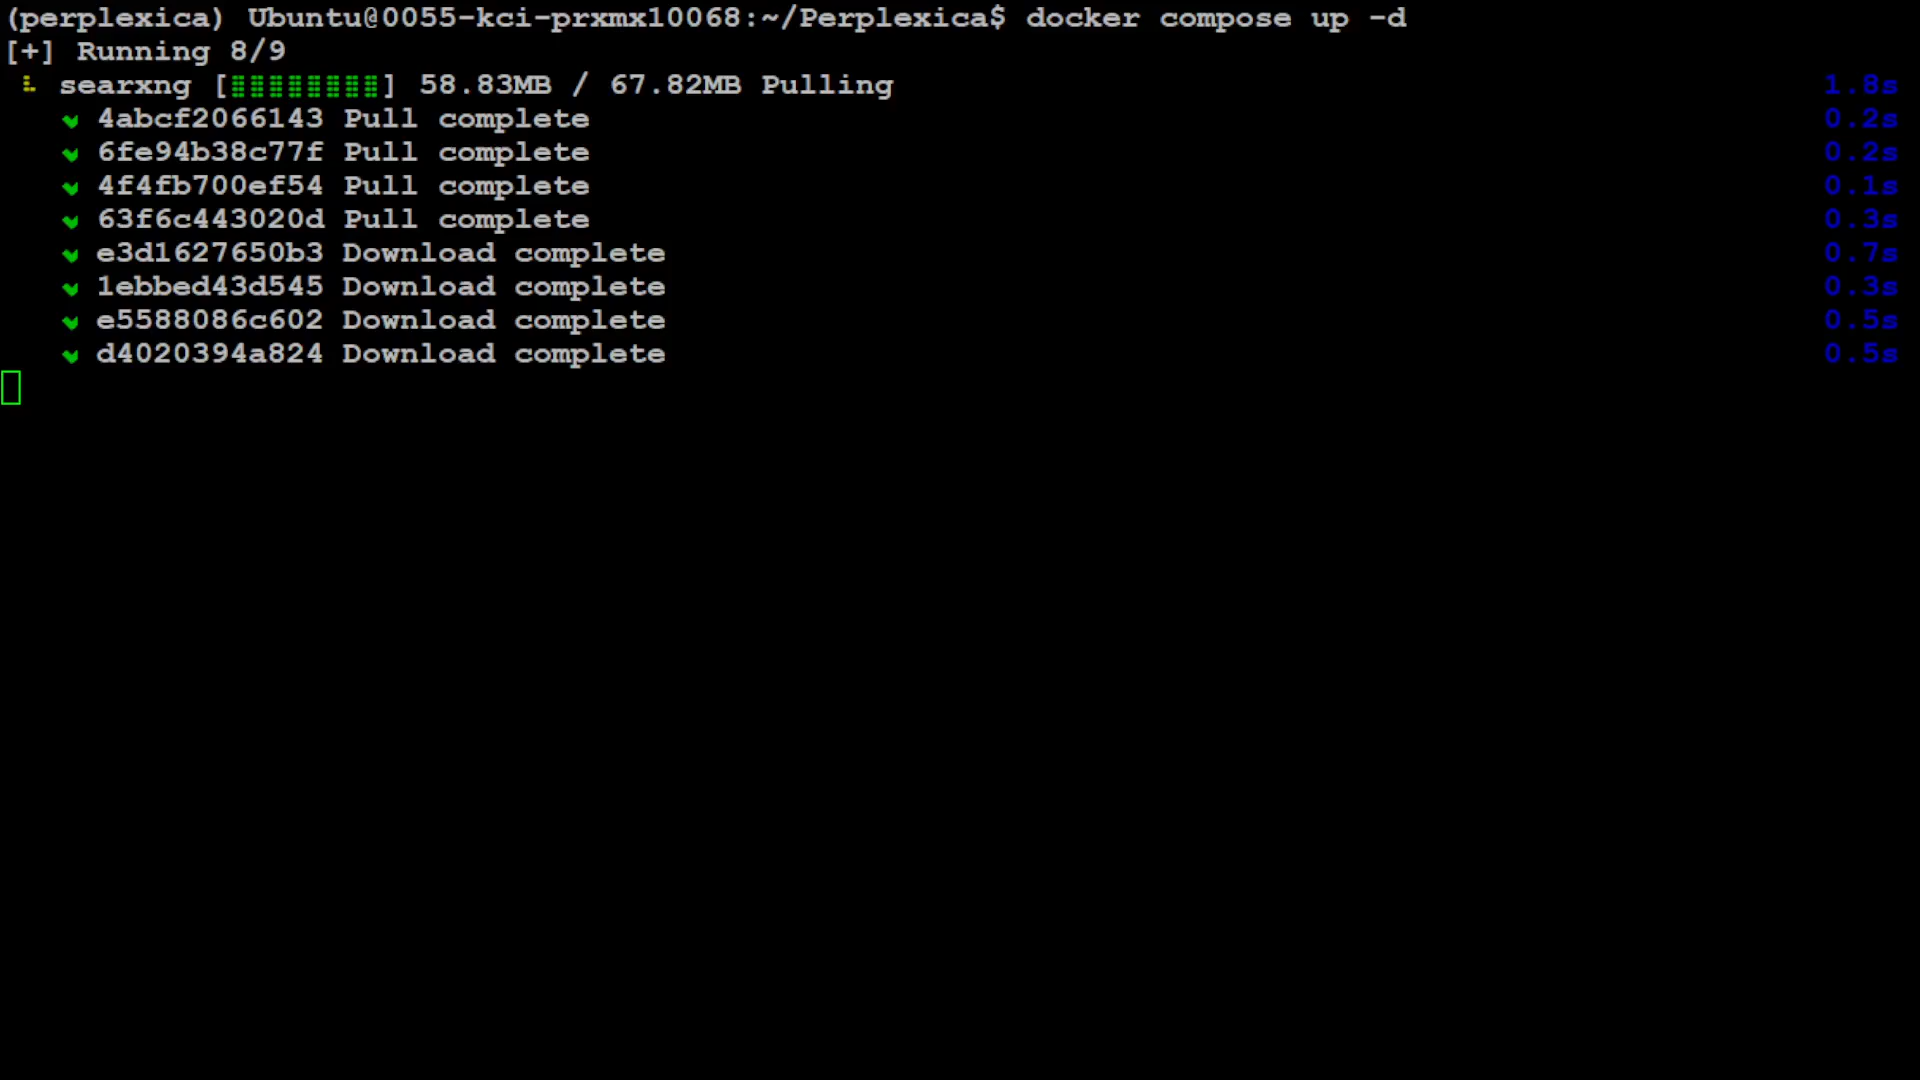 (perplexica) Ubuntu@0055-kci-prxmx10068:~/Perplexica$ docker compose up -d
[+] Running 8/9
⠧ searxng [⣿⣿⣿⣿⣿⣿⣿⣿] 58.83MB / 67.82MB Pulling 1.8s
✔ 4abcf2066143 Pull complete 0.2s
✔ 6fe94b38c77f Pull complete 0.2s
✔ 4f4fb700ef54 Pull complete 0.1s
✔ 63f6c443020d Pull complete 0.3s
✔ e3d1627650b3 Download complete 0.7s
✔ 1ebbed43d545 Download complete 0.3s
✔ e5588086c602 Download complete 0.5s
✔ d4020394a824 Download complete 0.5s